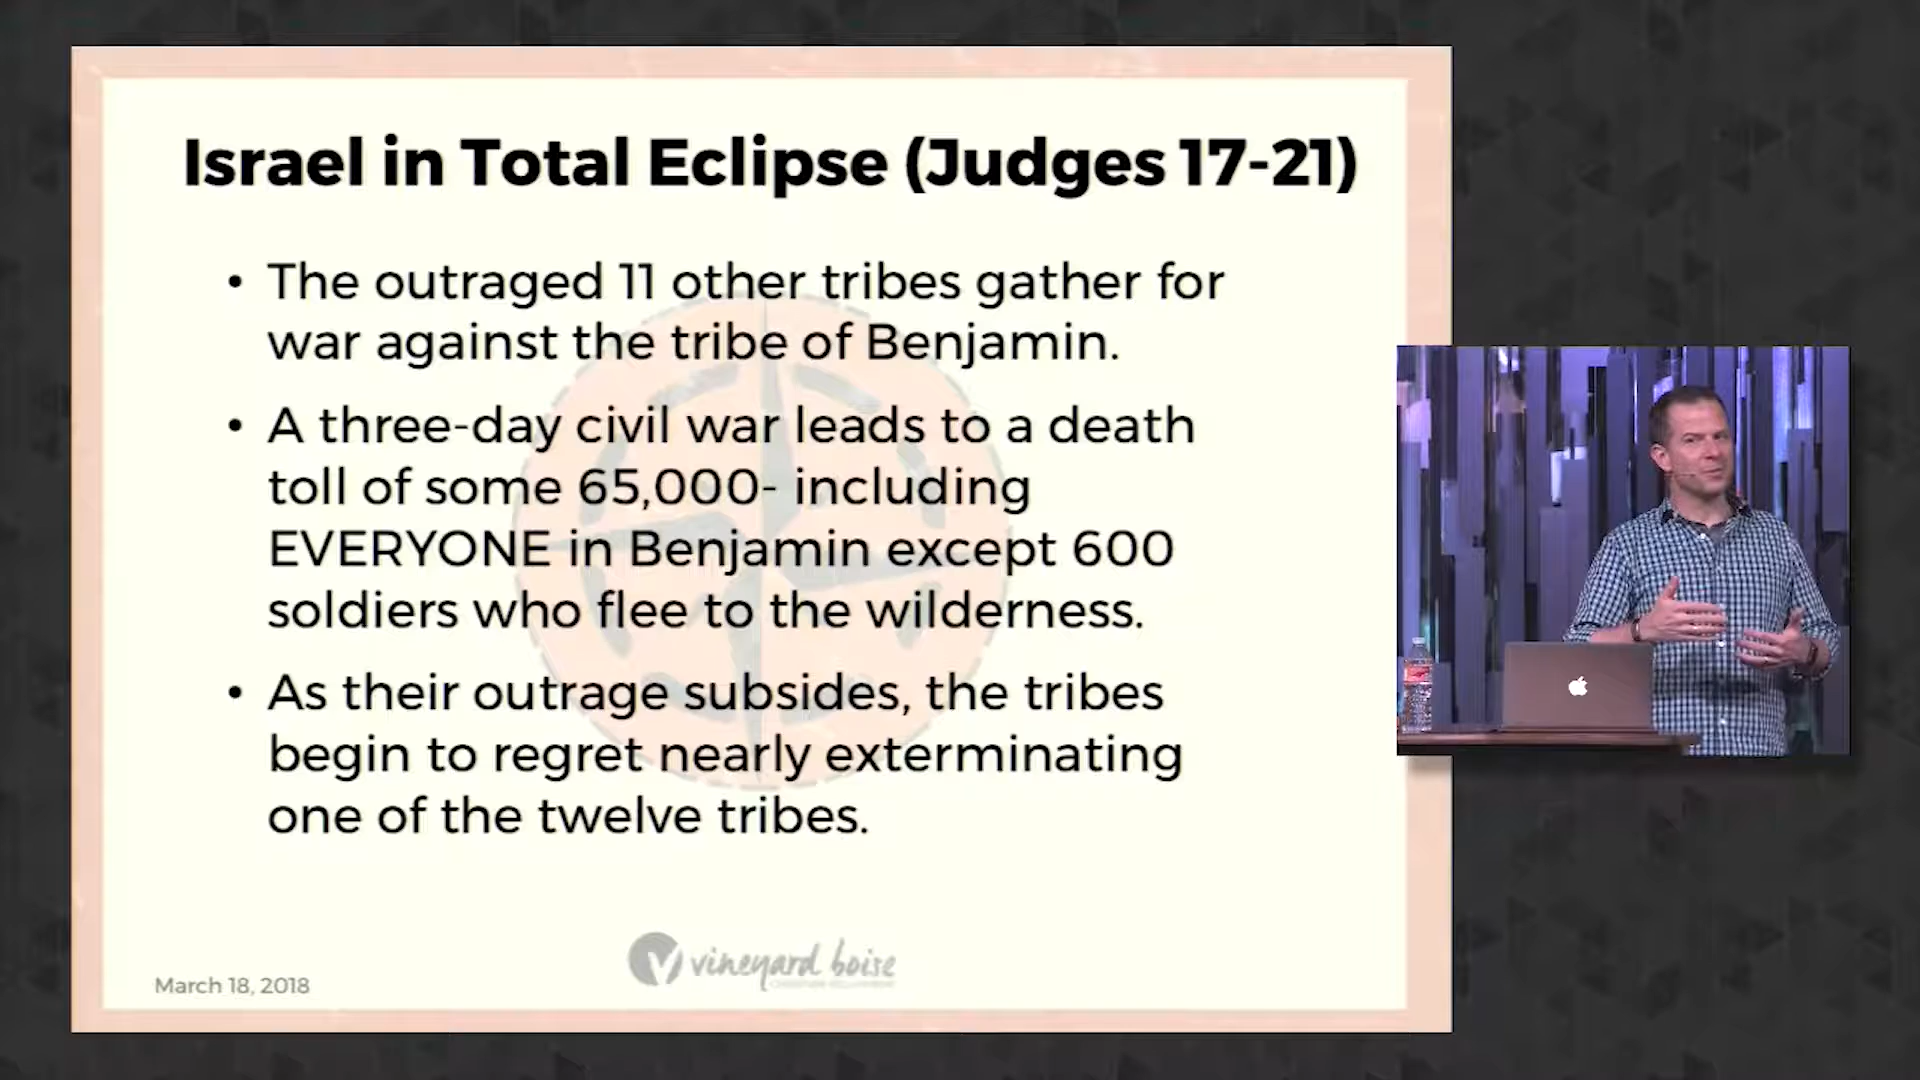 Israel in Total Eclipse (Judges 17-21)
• The outraged 11 other tribes gather for
war against the tribe of Benjamin.
• A three-day civil war leads to a death
toll of some 65,000- including
EVERYONE in Benjamin except 600
soldiers who flee to the wilderness.
• As their outrage subsides, the tribes
begin to regret nearly exterminating
one of the twelve tribes.
vineyard boise
March 18, 2018